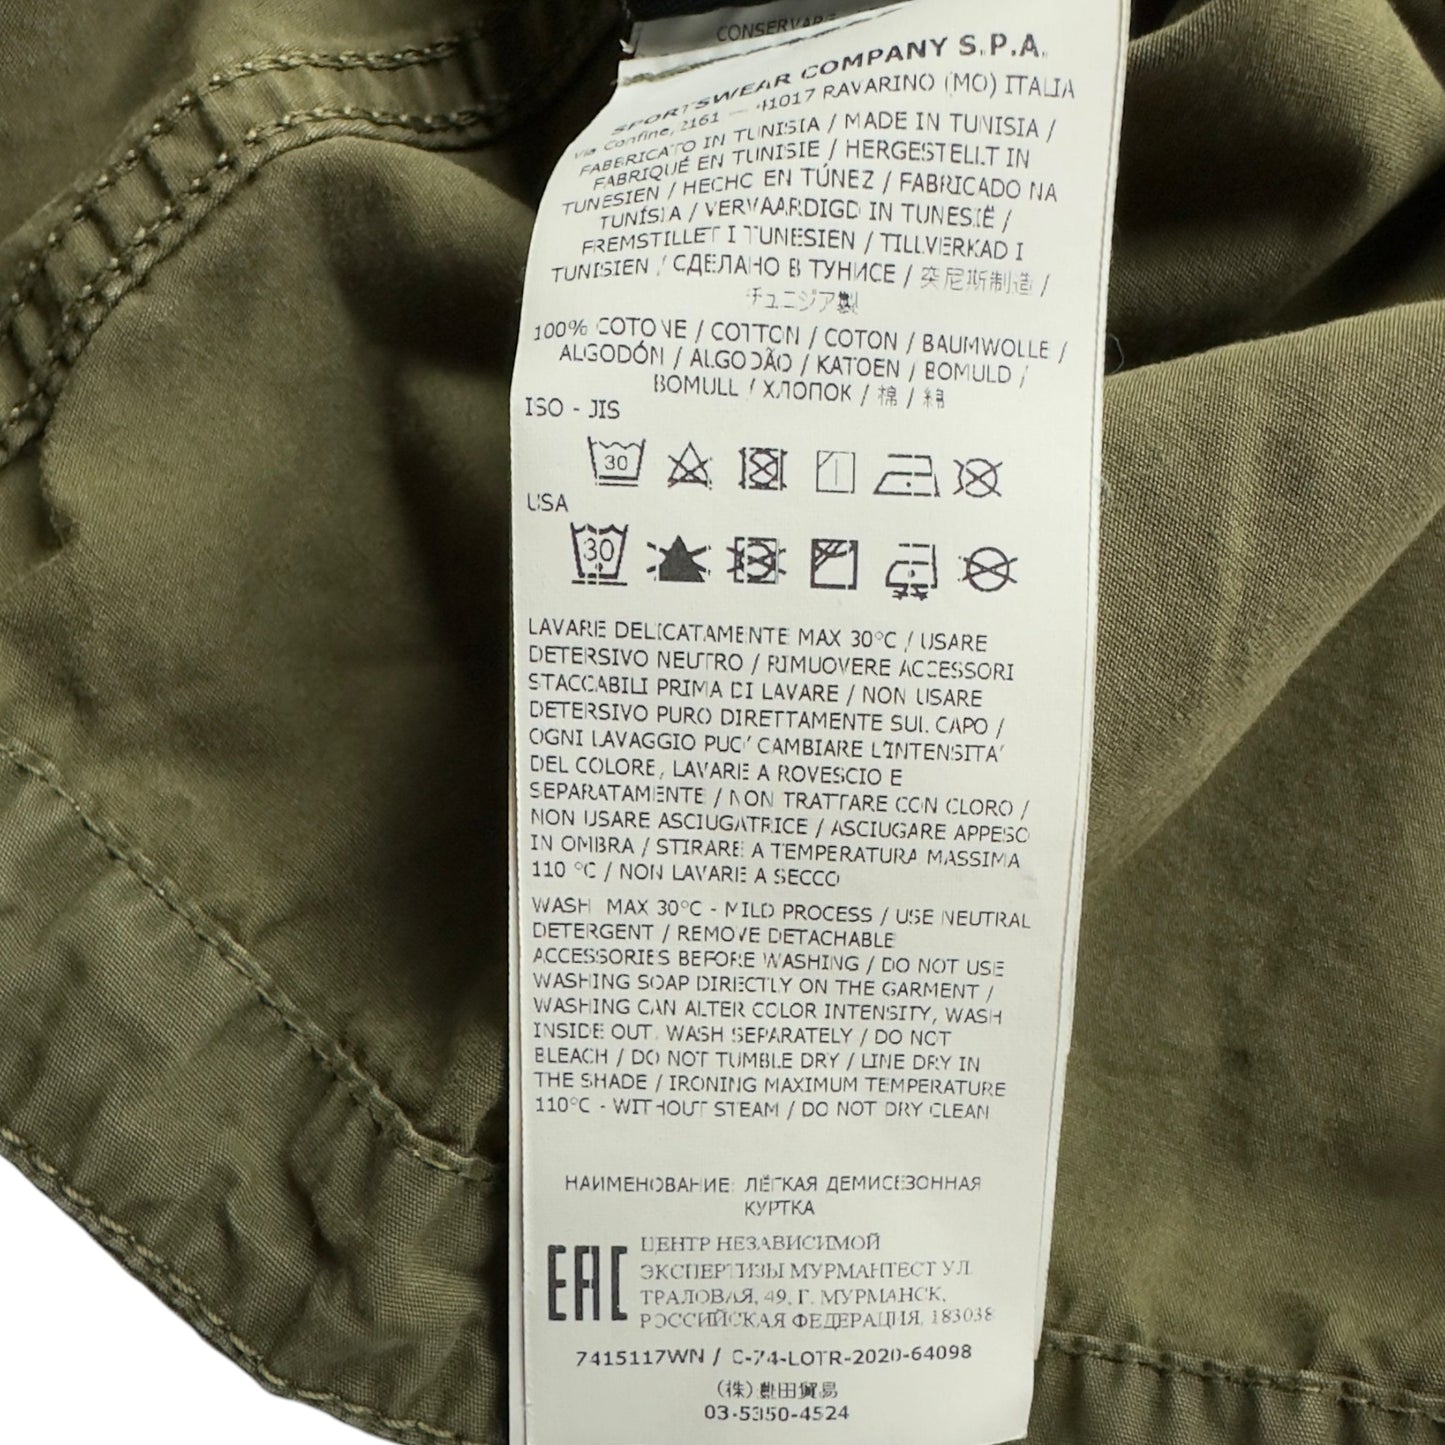 CONSERVARE
SPORTSWEAR COMPANY S.P.A.
Via Confine, 2161 — 41017 RAVARINO (MO) ITALIA
FABBRICATO IN TUNISIA / MADE IN TUNISIA /
FABRIQUÉ EN TUNISIE / HERGESTELLT IN
TUNESIEN / HECHO EN TÚNEZ / FABRICADO NA
TUNÍSIA / VERVAARDIGD IN TUNESIË /
FREMSTILLET I TUNESIEN / TILLVERKAD I
TUNISIEN / СДЕЛАНО В ТУНИСЕ / 突尼斯制造 /
チュニジア製
100% COTONE / COTTON / COTON / BAUMWOLLE /
ALGODÓN / ALGODÃO / KATOEN / BOMULD /
BOMULL / ХЛОПОК / 棉 / 綿
ISO - JIS
30
USA
30
LAVARE DELICATAMENTE MAX 30°C / USARE
DETERSIVO NEUTRO / RIMUOVERE ACCESSORI
STACCABILI PRIMA DI LAVARE / NON USARE
DETERSIVO PURO DIRETTAMENTE SUL CAPO /
OGNI LAVAGGIO PUO' CAMBIARE L'INTENSITA'
DEL COLORE, LAVARE A ROVESCIO E
SEPARATAMENTE / NON TRATTARE CON CLORO /
NON USARE ASCIUGATRICE / ASCIUGARE APPESO
IN OMBRA / STIRARE A TEMPERATURA MASSIMA
110 °C / NON LAVARE A SECCO
WASH MAX 30°C - MILD PROCESS / USE NEUTRAL
DETERGENT / REMOVE DETACHABLE
ACCESSORIES BEFORE WASHING / DO NOT USE
WASHING SOAP DIRECTLY ON THE GARMENT /
WASHING CAN ALTER COLOR INTENSITY, WASH
INSIDE OUT. WASH SEPARATELY / DO NOT
BLEACH / DO NOT TUMBLE DRY / LINE DRY IN
THE SHADE / IRONING MAXIMUM TEMPERATURE
110°C - WITHOUT STEAM / DO NOT DRY CLEAN
НАИМЕНОВАНИЕ: ЛЁГКАЯ ДЕМИСЕЗОННАЯ
КУРТКА
EAC
ЦЕНТР НЕЗАВИСИМОЙ
ЭКСПЕРТИЗЫ МУРМАНТЕСТ УЛ.
ТРАЛОВАЯ, 49, Г. МУРМАНСК,
РОССИЙСКАЯ ФЕДЕРАЦИЯ, 183038
7415117WN / C-74-LOTR-2020-64098
(株)豊田貿易
03-5350-4524